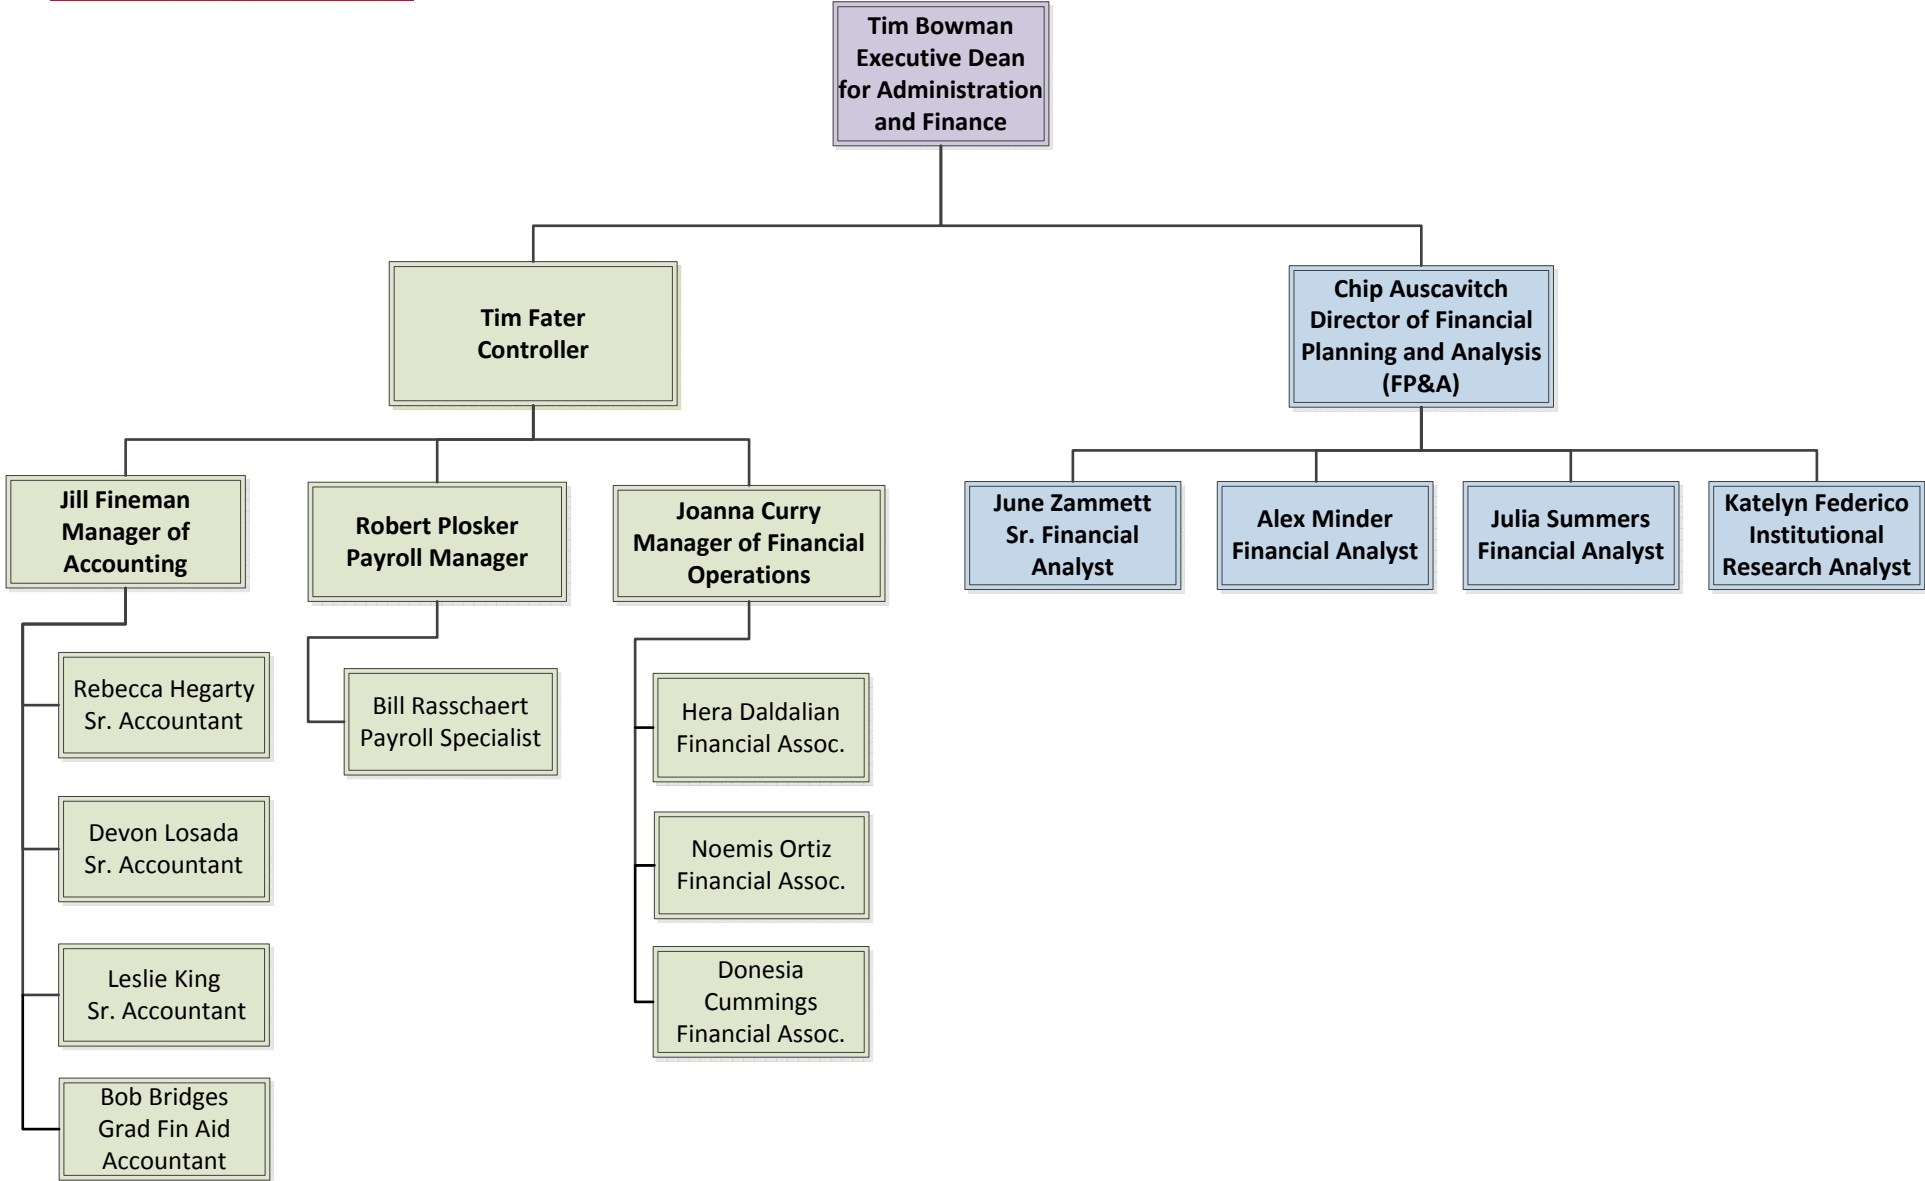 Tim Bowman
Executive Dean
for Administration
and Finance
Tim Fater
Controller
Chip Auscavitch
Director of Financial
Planning and Analysis
(FP&A)
Jill Fineman
Manager of
Accounting
Robert Plosker
Payroll Manager
Joanna Curry
Manager of Financial
Operations
June Zammett
Sr. Financial
Analyst
Alex Minder
Financial Analyst
Julia Summers
Financial Analyst
Katelyn Federico
Institutional
Research Analyst
Rebecca Hegarty
Sr. Accountant
Devon Losada
Sr. Accountant
Leslie King
Sr. Accountant
Bob Bridges
Grad Fin Aid
Accountant
Bill Rasschaert
Payroll Specialist
Hera Daldalian
Financial Assoc.
Noemis Ortiz
Financial Assoc.
Donesia
Cummings
Financial Assoc.